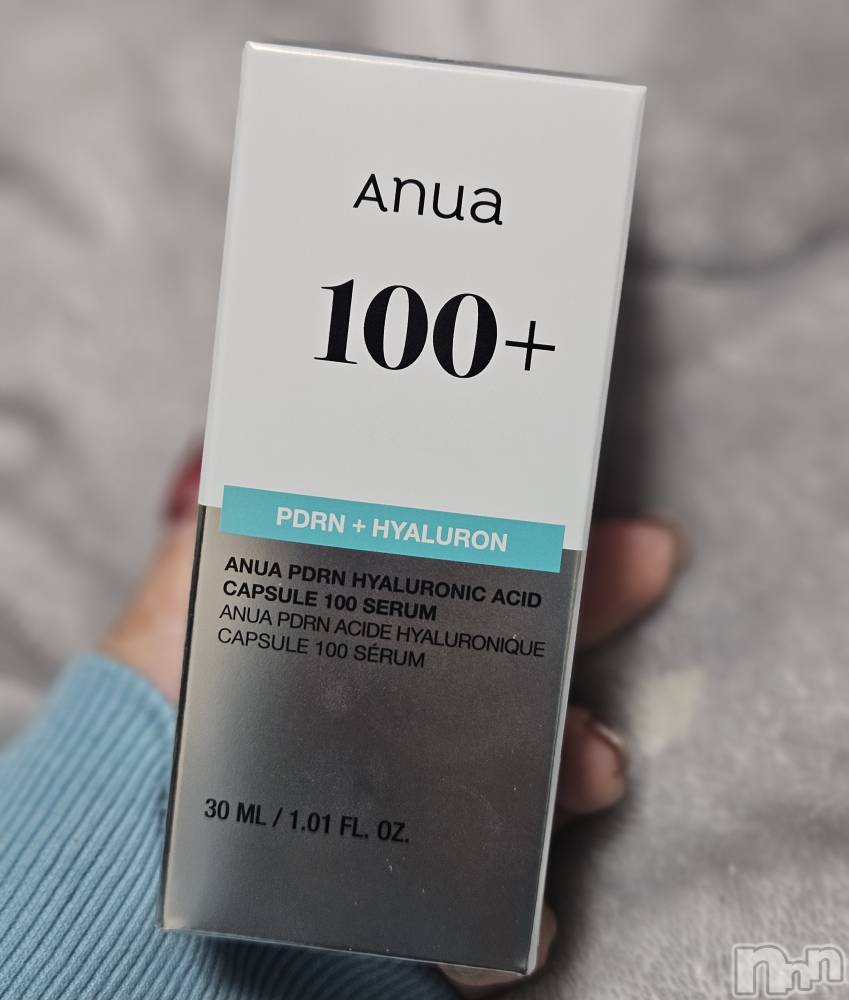 Anua
100+
PDRN + HYALURON
ANUA PDRN HYALURONIC ACID
CAPSULE 100 SERUM
ANUA PDRN ACIDE HYALURONIQUE
CAPSULE 100 SÉRUM
30 ML / 1.01 FL. OZ.
nnn